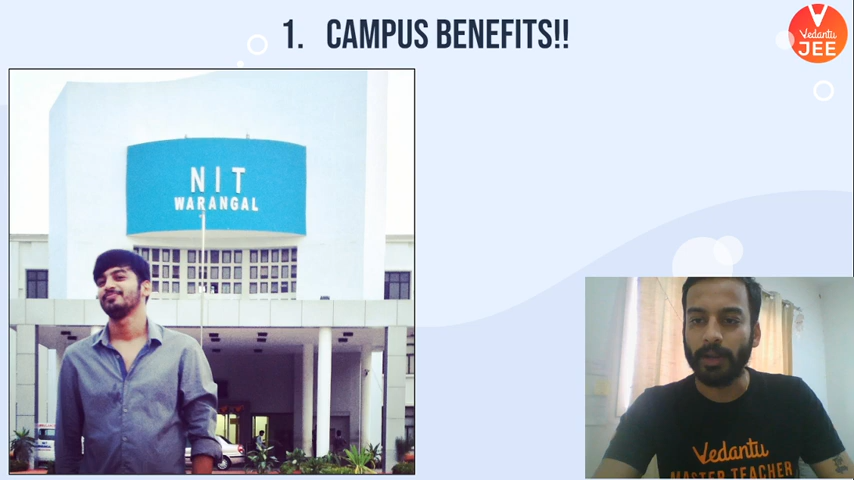 1. CAMPUS BENEFITS!!
Vedantu
JEE
NIT
WARANGAL
Vedantu
MASTER TEACHER